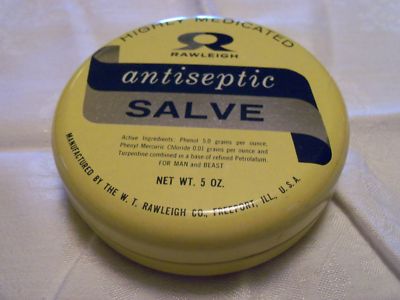 HIGHLY MEDICATED
RAWLEIGH
antiseptic
SALVE
Active Ingredients: Phenol 5.0 grains per ounce,
Phenyl Mercuric Chloride 0.01 grains per ounce and
Turpentine combined in a base of refined Petrolatum.
FOR MAN and BEAST.
NET WT. 5 OZ.
MANUFACTURED BY THE W. T. RAWLEIGH CO., FREEPORT, ILL., U.S.A.